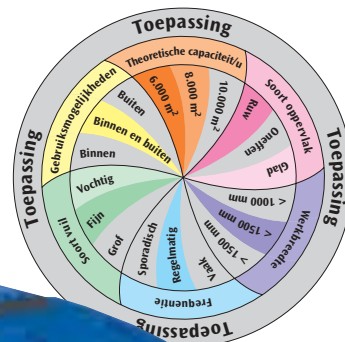 Toepassing
Theoretische capaciteit/u
6.000 m²
8.000 m²
10.000 m²
Soort oppervlak
Ruw
Oneffen
Glad
Toepassing
Werkbreedte
< 1000 mm
< 1500 mm
> 1500 mm
Frequentie
Vaak
Regelmatig
Sporadisch
Toepassing
Soort vuil
Grof
Fijn
Vochtig
Toepassing
Gebruiksmogelijkheden
Binnen
Binnen en buiten
Buiten